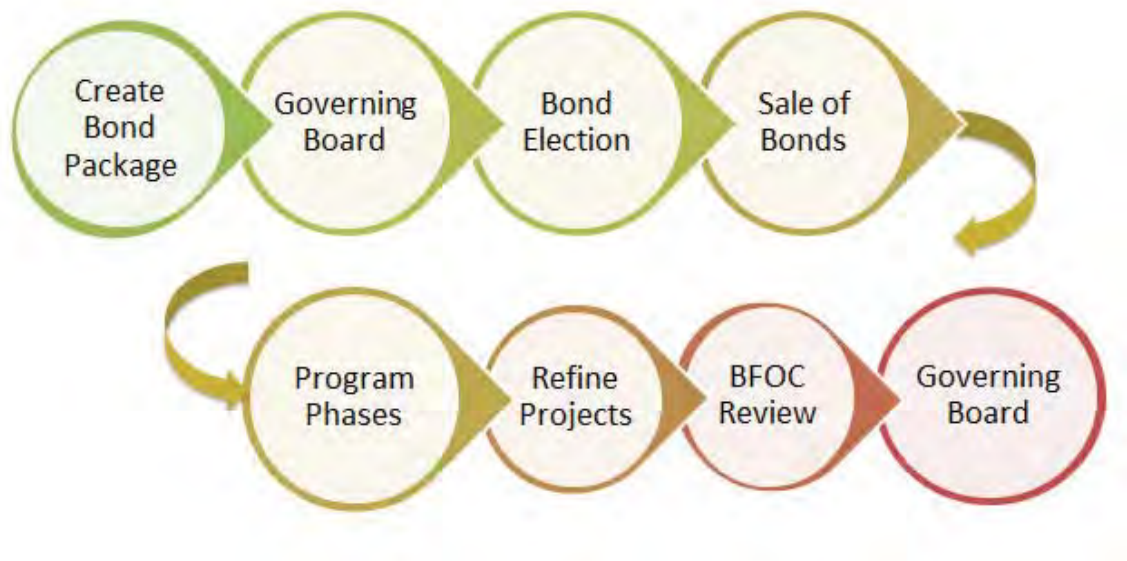 Create
Bond
Package
Governing
Board
Bond
Election
Sale of
Bonds
Program
Phases
Refine
Projects
BFOC
Review
Governing
Board